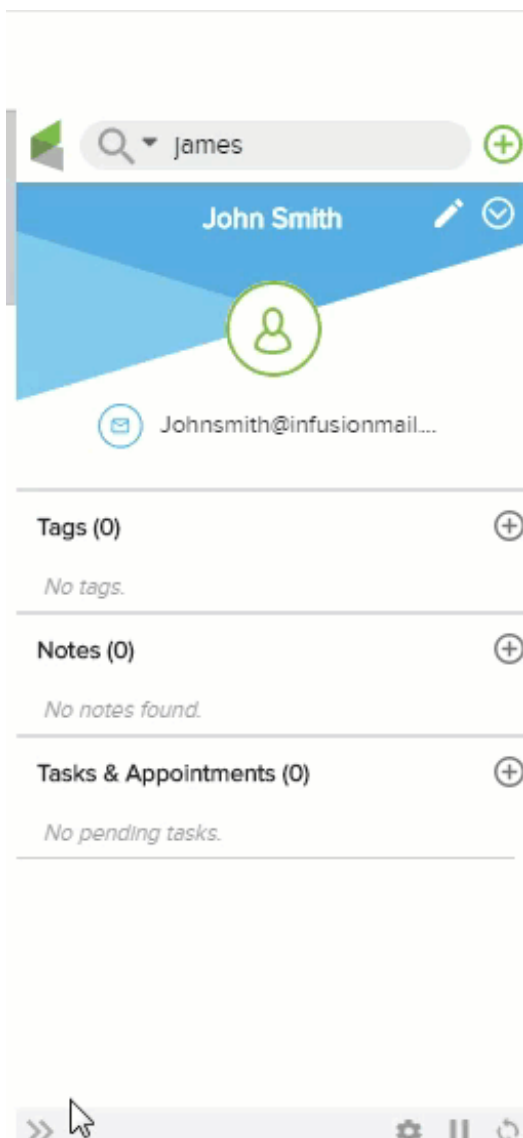 james
John Smith
Johnsmith@infusionmail....
Tags (0)
No tags.
Notes (0)
No notes found.
Tasks & Appointments (0)
No pending tasks.